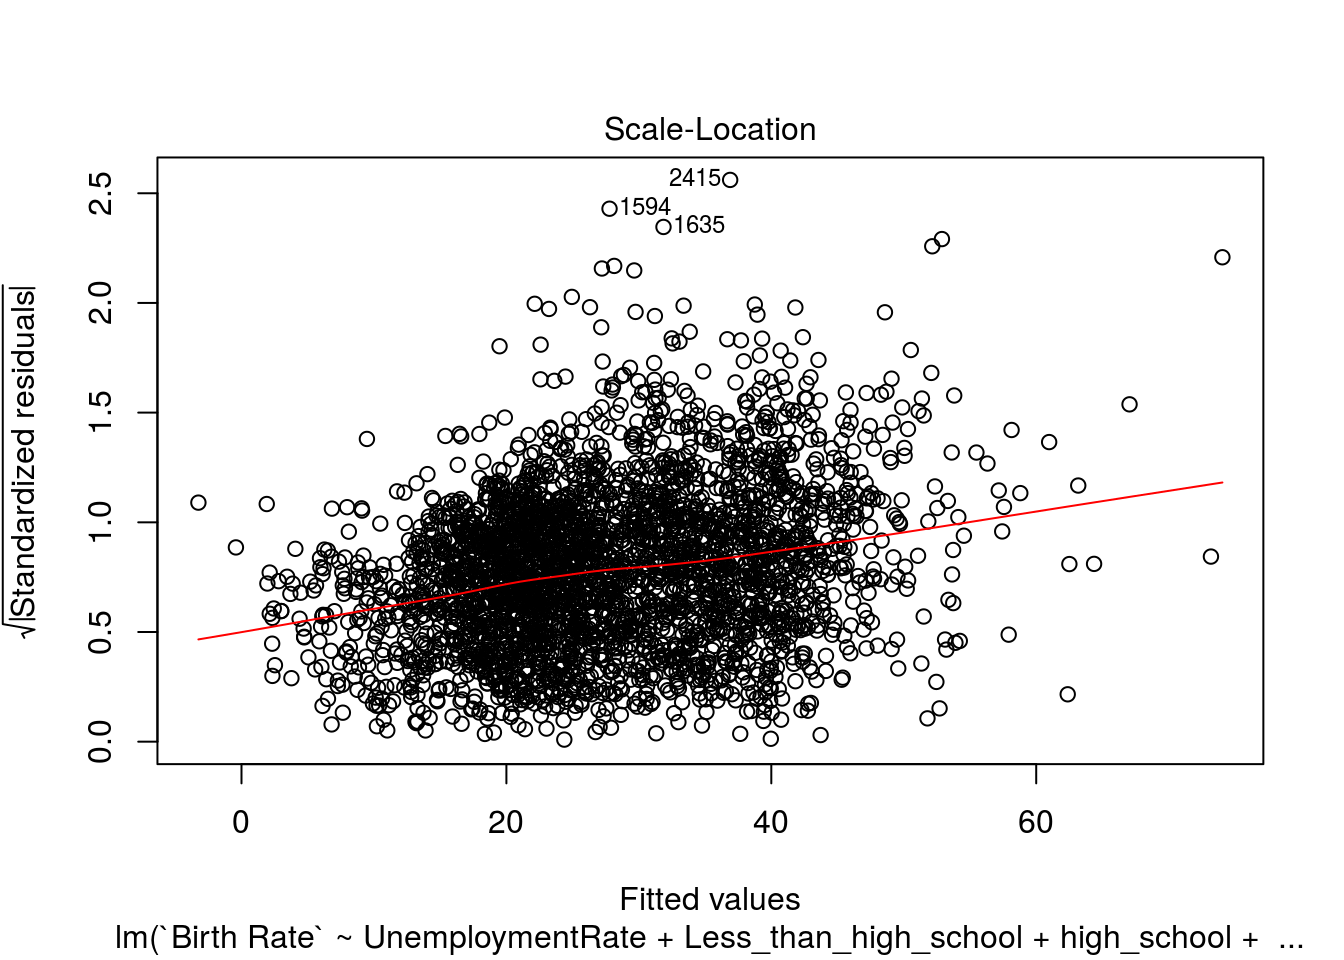 Scale-Location
√|Standardized residuals|
2.5
2.0
1.5
1.0
0.5
0.0
2415
1594
1635
0 20 40 60
Fitted values
lm(`Birth Rate` ~ UnemploymentRate + Less_than_high_school + high_school + ...